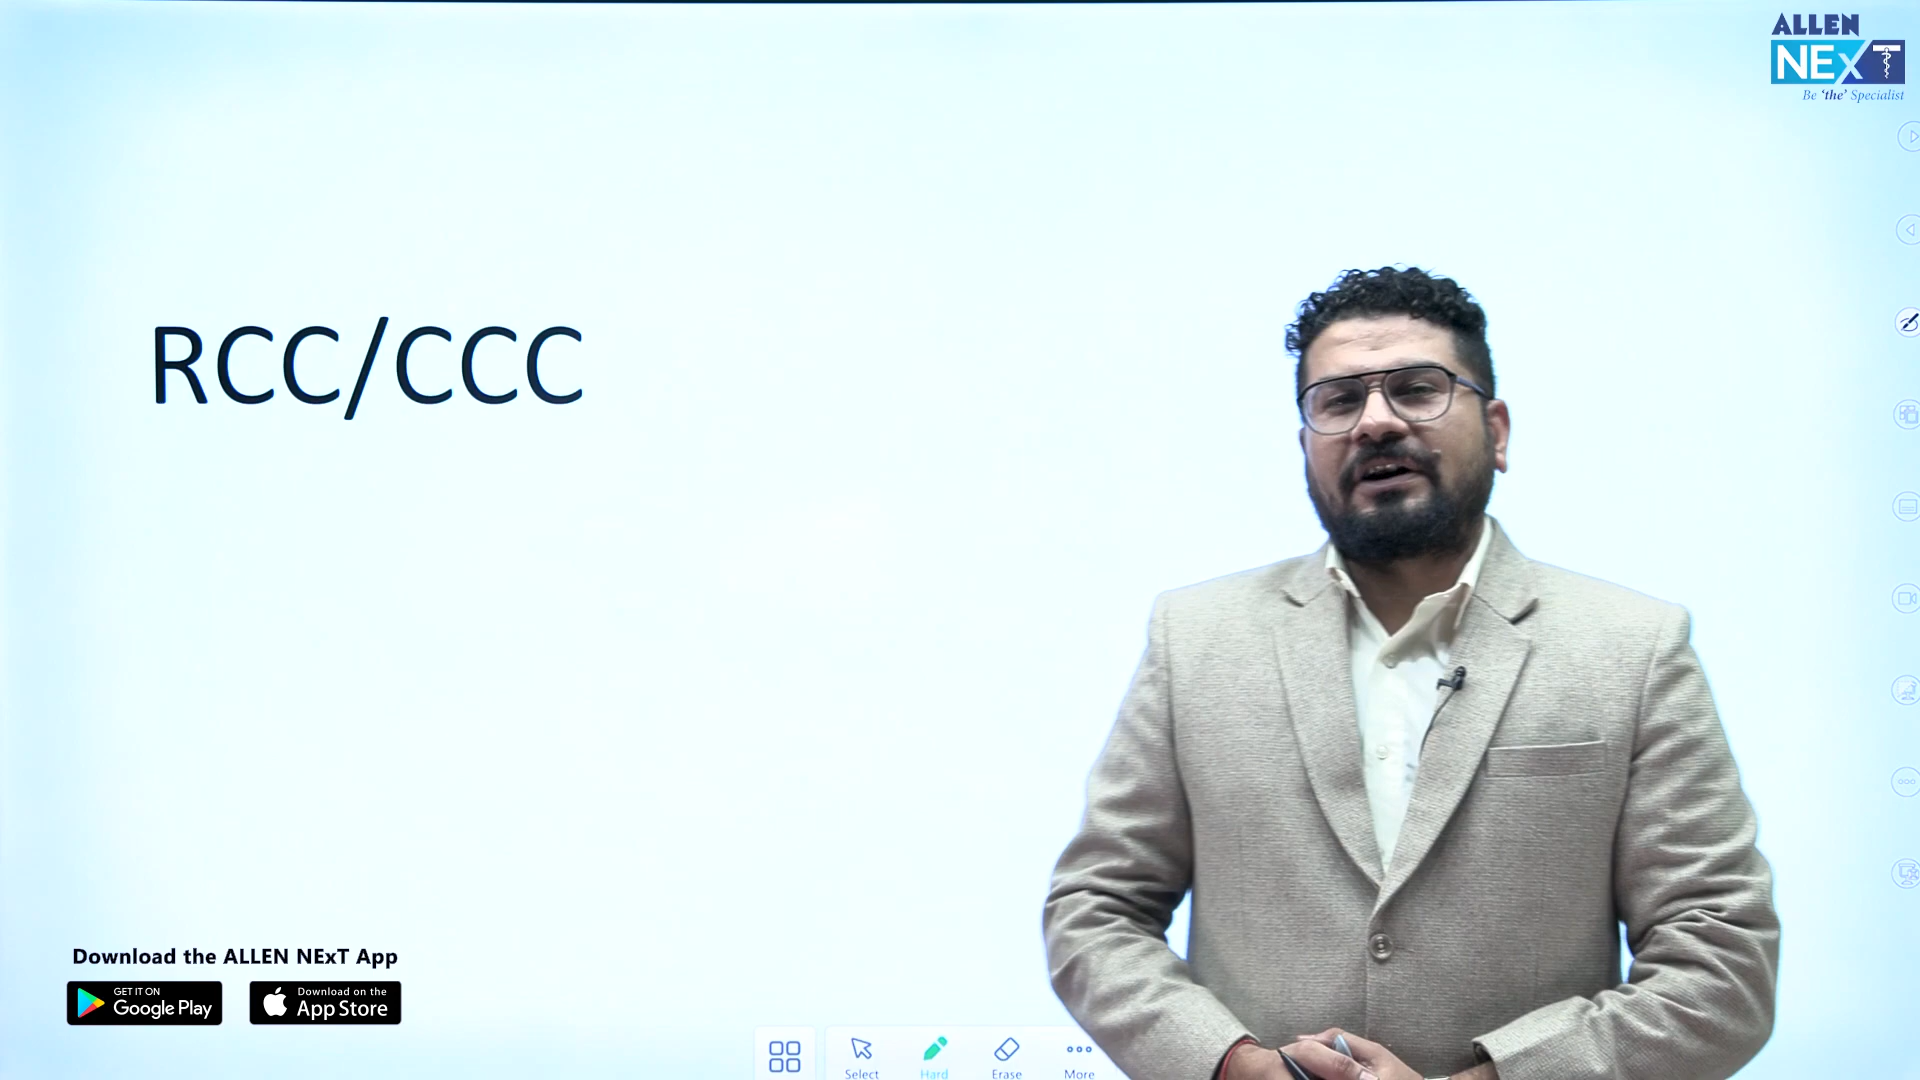 ALLEN
NExT
Be 'the' Specialist
RCC/CCC
Download the ALLEN NExT App
GET IT ON
Google Play
Download on the
App Store
Select
Hard
Erase
More